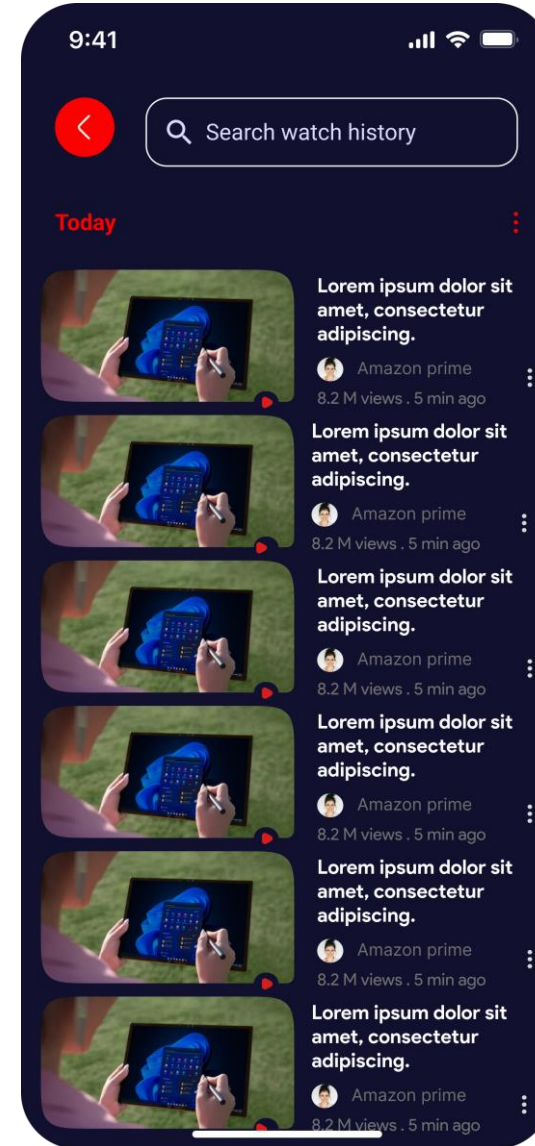 9:41
Search watch history
Today
Lorem ipsum dolor sit
amet, consectetur
adipiscing.
Amazon prime
8.2 M views . 5 min ago
Lorem ipsum dolor sit
amet, consectetur
adipiscing.
Amazon prime
8.2 M views . 5 min ago
Lorem ipsum dolor sit
amet, consectetur
adipiscing.
Amazon prime
8.2 M views . 5 min ago
Lorem ipsum dolor sit
amet, consectetur
adipiscing.
Amazon prime
8.2 M views . 5 min ago
Lorem ipsum dolor sit
amet, consectetur
adipiscing.
Amazon prime
8.2 M views . 5 min ago
Lorem ipsum dolor sit
amet, consectetur
adipiscing.
Amazon prime
8.2 M views . 5 min ago